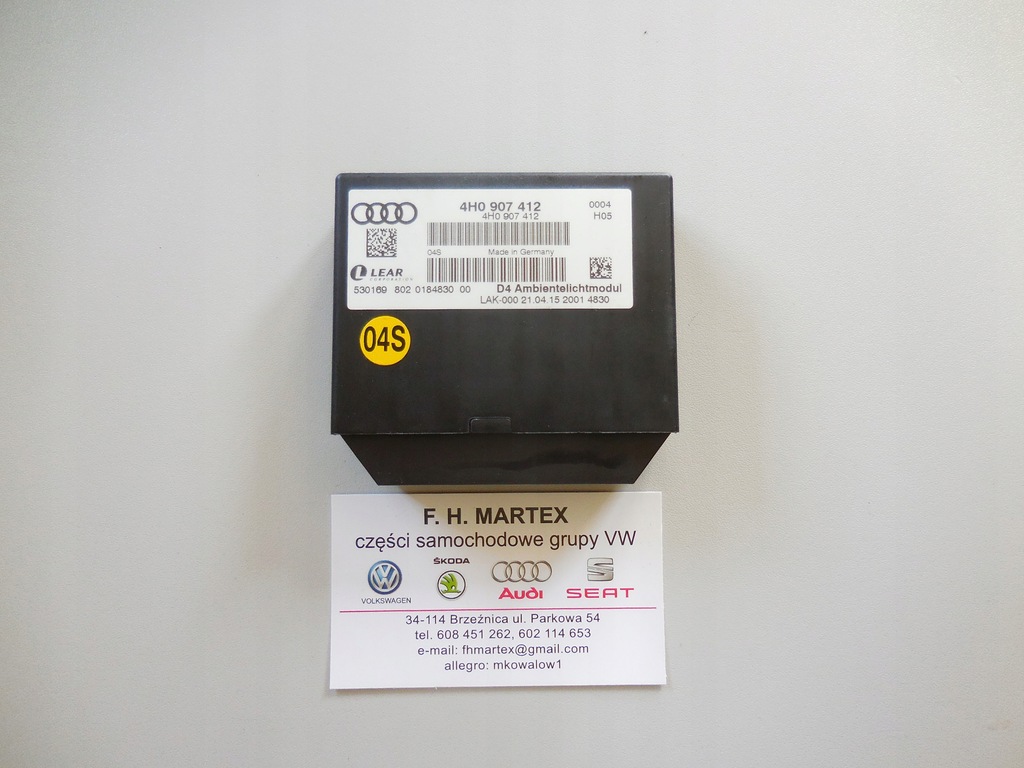 4H0 907 412
4H0 907 412
0004
H05
04S
Made in Germany
LEAR
CORPORATION
530169 802 0184830 00
D4 Ambientelichtmodul
LAK-000 21.04.15 2001 4830
04S
F. H. MARTEX
części samochodowe grupy VW
VOLKSWAGEN
ŠKODA
Audi
SEAT
34-114 Brzeźnica ul. Parkowa 54
tel. 608 451 262, 602 114 653
e-mail: fhmartex@gmail.com
allegro: mkowalow1